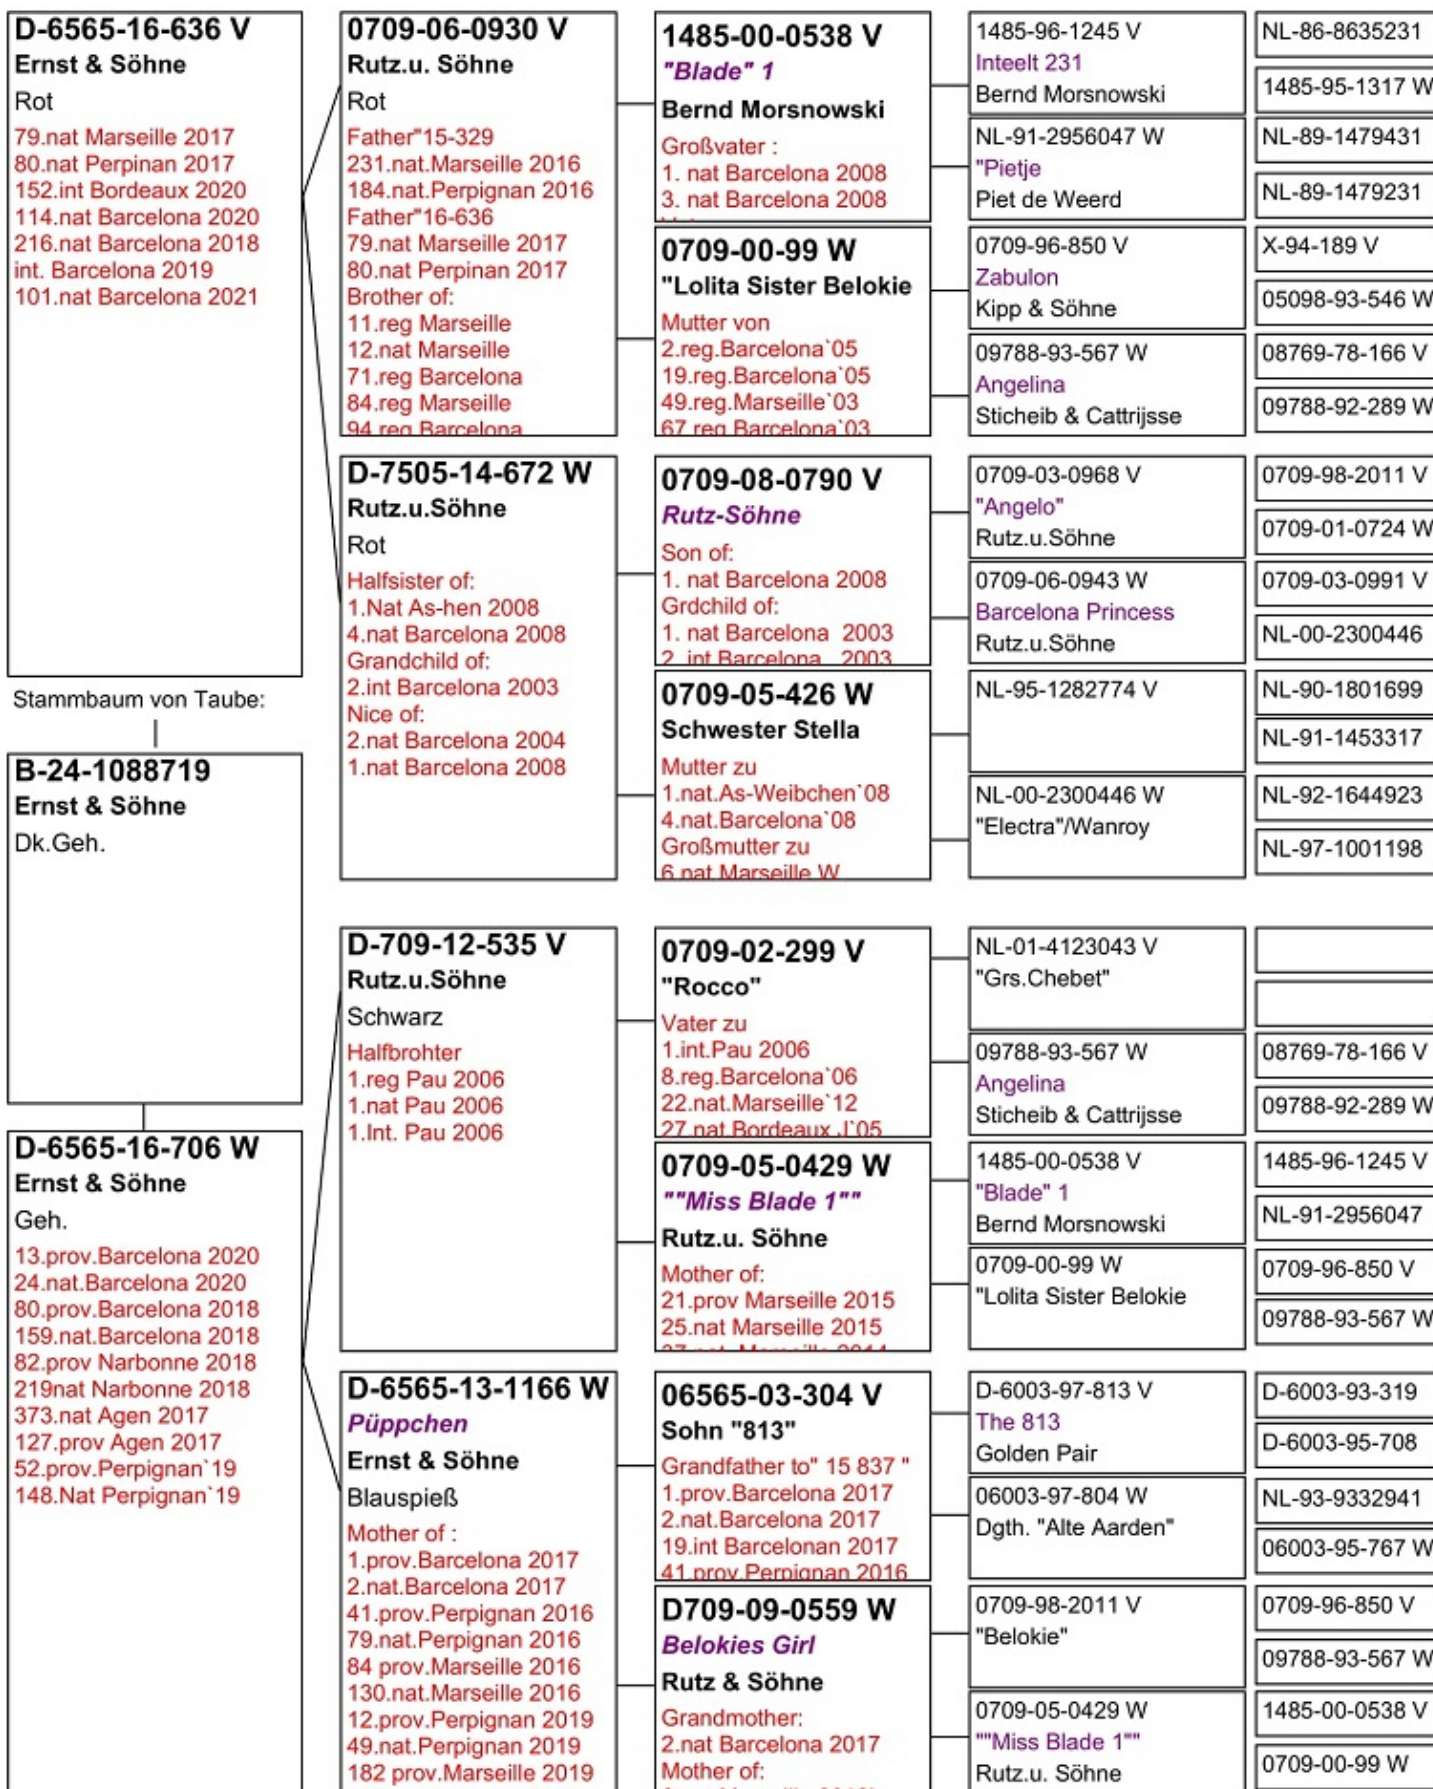 D-6565-16-636 V
Ernst & Söhne
Rot
79.nat Marseille 2017
80.nat Perpinan 2017
152.int Bordeaux 2020
114.nat Barcelona 2020
216.nat Barcelona 2018
int. Barcelona 2019
101.nat Barcelona 2021
Stammbaum von Taube:
B-24-1088719
Ernst & Söhne
Dk.Geh.
D-6565-16-706 W
Ernst & Söhne
Geh.
13.prov.Barcelona 2020
24.nat.Barcelona 2020
80.prov.Barcelona 2018
159.nat.Barcelona 2018
82.prov Narbonne 2018
219nat Narbonne 2018
373.nat Agen 2017
127.prov Agen 2017
52.prov.Perpignan`19
148.Nat Perpignan`19
0709-06-0930 V
Rutz.u. Söhne
Rot
Father"15-329
231.nat.Marseille 2016
184.nat.Perpignan 2016
Father"16-636
79.nat Marseille 2017
80.nat Perpinan 2017
Brother of:
11.reg Marseille
12.nat Marseille
71.reg Barcelona
84.reg Marseille
94 reg Barcelona
D-7505-14-672 W
Rutz.u.Söhne
Rot
Halfsister of:
1.Nat As-hen 2008
4.nat Barcelona 2008
Grandchild of:
2.int Barcelona 2003
Nice of:
2.nat Barcelona 2004
1.nat Barcelona 2008
D-709-12-535 V
Rutz.u.Söhne
Schwarz
Halfbrohter
1.reg Pau 2006
1.nat Pau 2006
1.Int. Pau 2006
D-6565-13-1166 W
Püppchen
Ernst & Söhne
Blauspieß
Mother of :
1.prov.Barcelona 2017
2.nat.Barcelona 2017
41.prov.Perpignan 2016
79.nat.Perpignan 2016
84 prov.Marseille 2016
130.nat.Marseille 2016
12.prov.Perpignan 2019
49.nat.Perpignan 2019
182 prov.Marseille 2019
1485-00-0538 V
"Blade" 1
Bernd Morsnowski
Großvater :
1. nat Barcelona 2008
3. nat Barcelona 2008
0709-00-99 W
"Lolita Sister Belokie
Mutter von
2.reg.Barcelona`05
19.reg.Barcelona`05
49.reg.Marseille`03
67 reg Barcelona`03
0709-08-0790 V
Rutz-Söhne
Son of:
1. nat Barcelona 2008
Grdchild of:
1. nat Barcelona 2003
2. int Barcelona 2003
0709-05-426 W
Schwester Stella
Mutter zu
1.nat.As-Weibchen`08
4.nat.Barcelona`08
Großmutter zu
6 nat Marseille W
0709-02-299 V
"Rocco"
Vater zu
1.int.Pau 2006
8.reg.Barcelona`06
22.nat.Marseille`12
27 nat Bordeaux J`05
0709-05-0429 W
""Miss Blade 1""
Rutz.u. Söhne
Mother of:
21.prov Marseille 2015
25.nat Marseille 2015
06565-03-304 V
Sohn "813"
Grandfather to" 15 837 "
1.prov.Barcelona 2017
2.nat.Barcelona 2017
19.int Barcelonan 2017
41.prov.Perpignan 2016
D709-09-0559 W
Belokies Girl
Rutz & Söhne
Grandmother:
2.nat Barcelona 2017
Mother of:
1485-96-1245 V
Inteelt 231
Bernd Morsnowski
NL-91-2956047 W
"Pietje
Piet de Weerd
0709-96-850 V
Zabulon
Kipp & Söhne
09788-93-567 W
Angelina
Sticheib & Cattrijsse
0709-03-0968 V
"Angelo"
Rutz.u.Söhne
0709-06-0943 W
Barcelona Princess
Rutz.u.Söhne
NL-95-1282774 V
NL-00-2300446 W
"Electra"/Wanroy
NL-01-4123043 V
"Grs.Chebet"
09788-93-567 W
Angelina
Sticheib & Cattrijsse
1485-00-0538 V
"Blade" 1
Bernd Morsnowski
0709-00-99 W
"Lolita Sister Belokie
D-6003-97-813 V
The 813
Golden Pair
06003-97-804 W
Dgth. "Alte Aarden"
0709-98-2011 V
"Belokie"
0709-05-0429 W
""Miss Blade 1""
Rutz.u. Söhne
NL-86-8635231
1485-95-1317 W
NL-89-1479431
NL-89-1479231
X-94-189 V
05098-93-546 W
08769-78-166 V
09788-92-289 W
0709-98-2011 V
0709-01-0724 W
0709-03-0991 V
NL-00-2300446
NL-90-1801699
NL-91-1453317
NL-92-1644923
NL-97-1001198
08769-78-166 V
09788-92-289 W
1485-96-1245 V
NL-91-2956047
0709-96-850 V
09788-93-567 W
D-6003-93-319
D-6003-95-708
NL-93-9332941
06003-95-767 W
0709-96-850 V
09788-93-567 W
1485-00-0538 V
0709-00-99 W